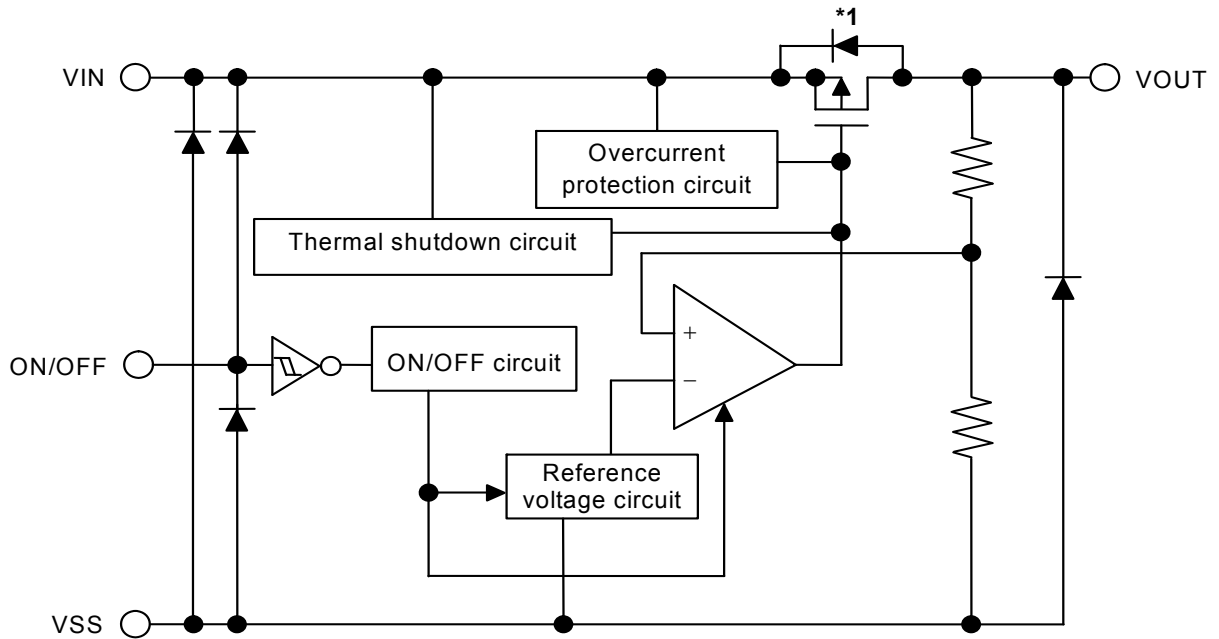 *1
VIN
VOUT
Overcurrent
protection circuit
Thermal shutdown circuit
+
−
ON/OFF
ON/OFF circuit
Reference
voltage circuit
VSS